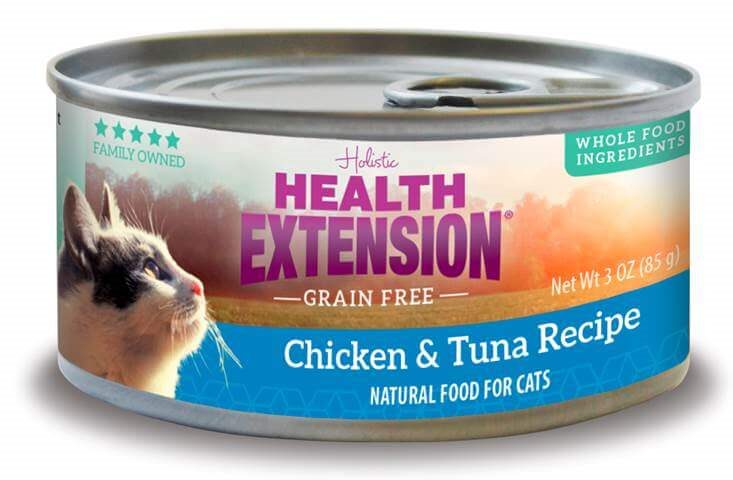 FAMILY OWNED
Holistic
HEALTH
EXTENSION®
GRAIN FREE
WHOLE FOOD
INGREDIENTS
Net Wt 3 OZ (85 g)
Chicken & Tuna Recipe
NATURAL FOOD FOR CATS